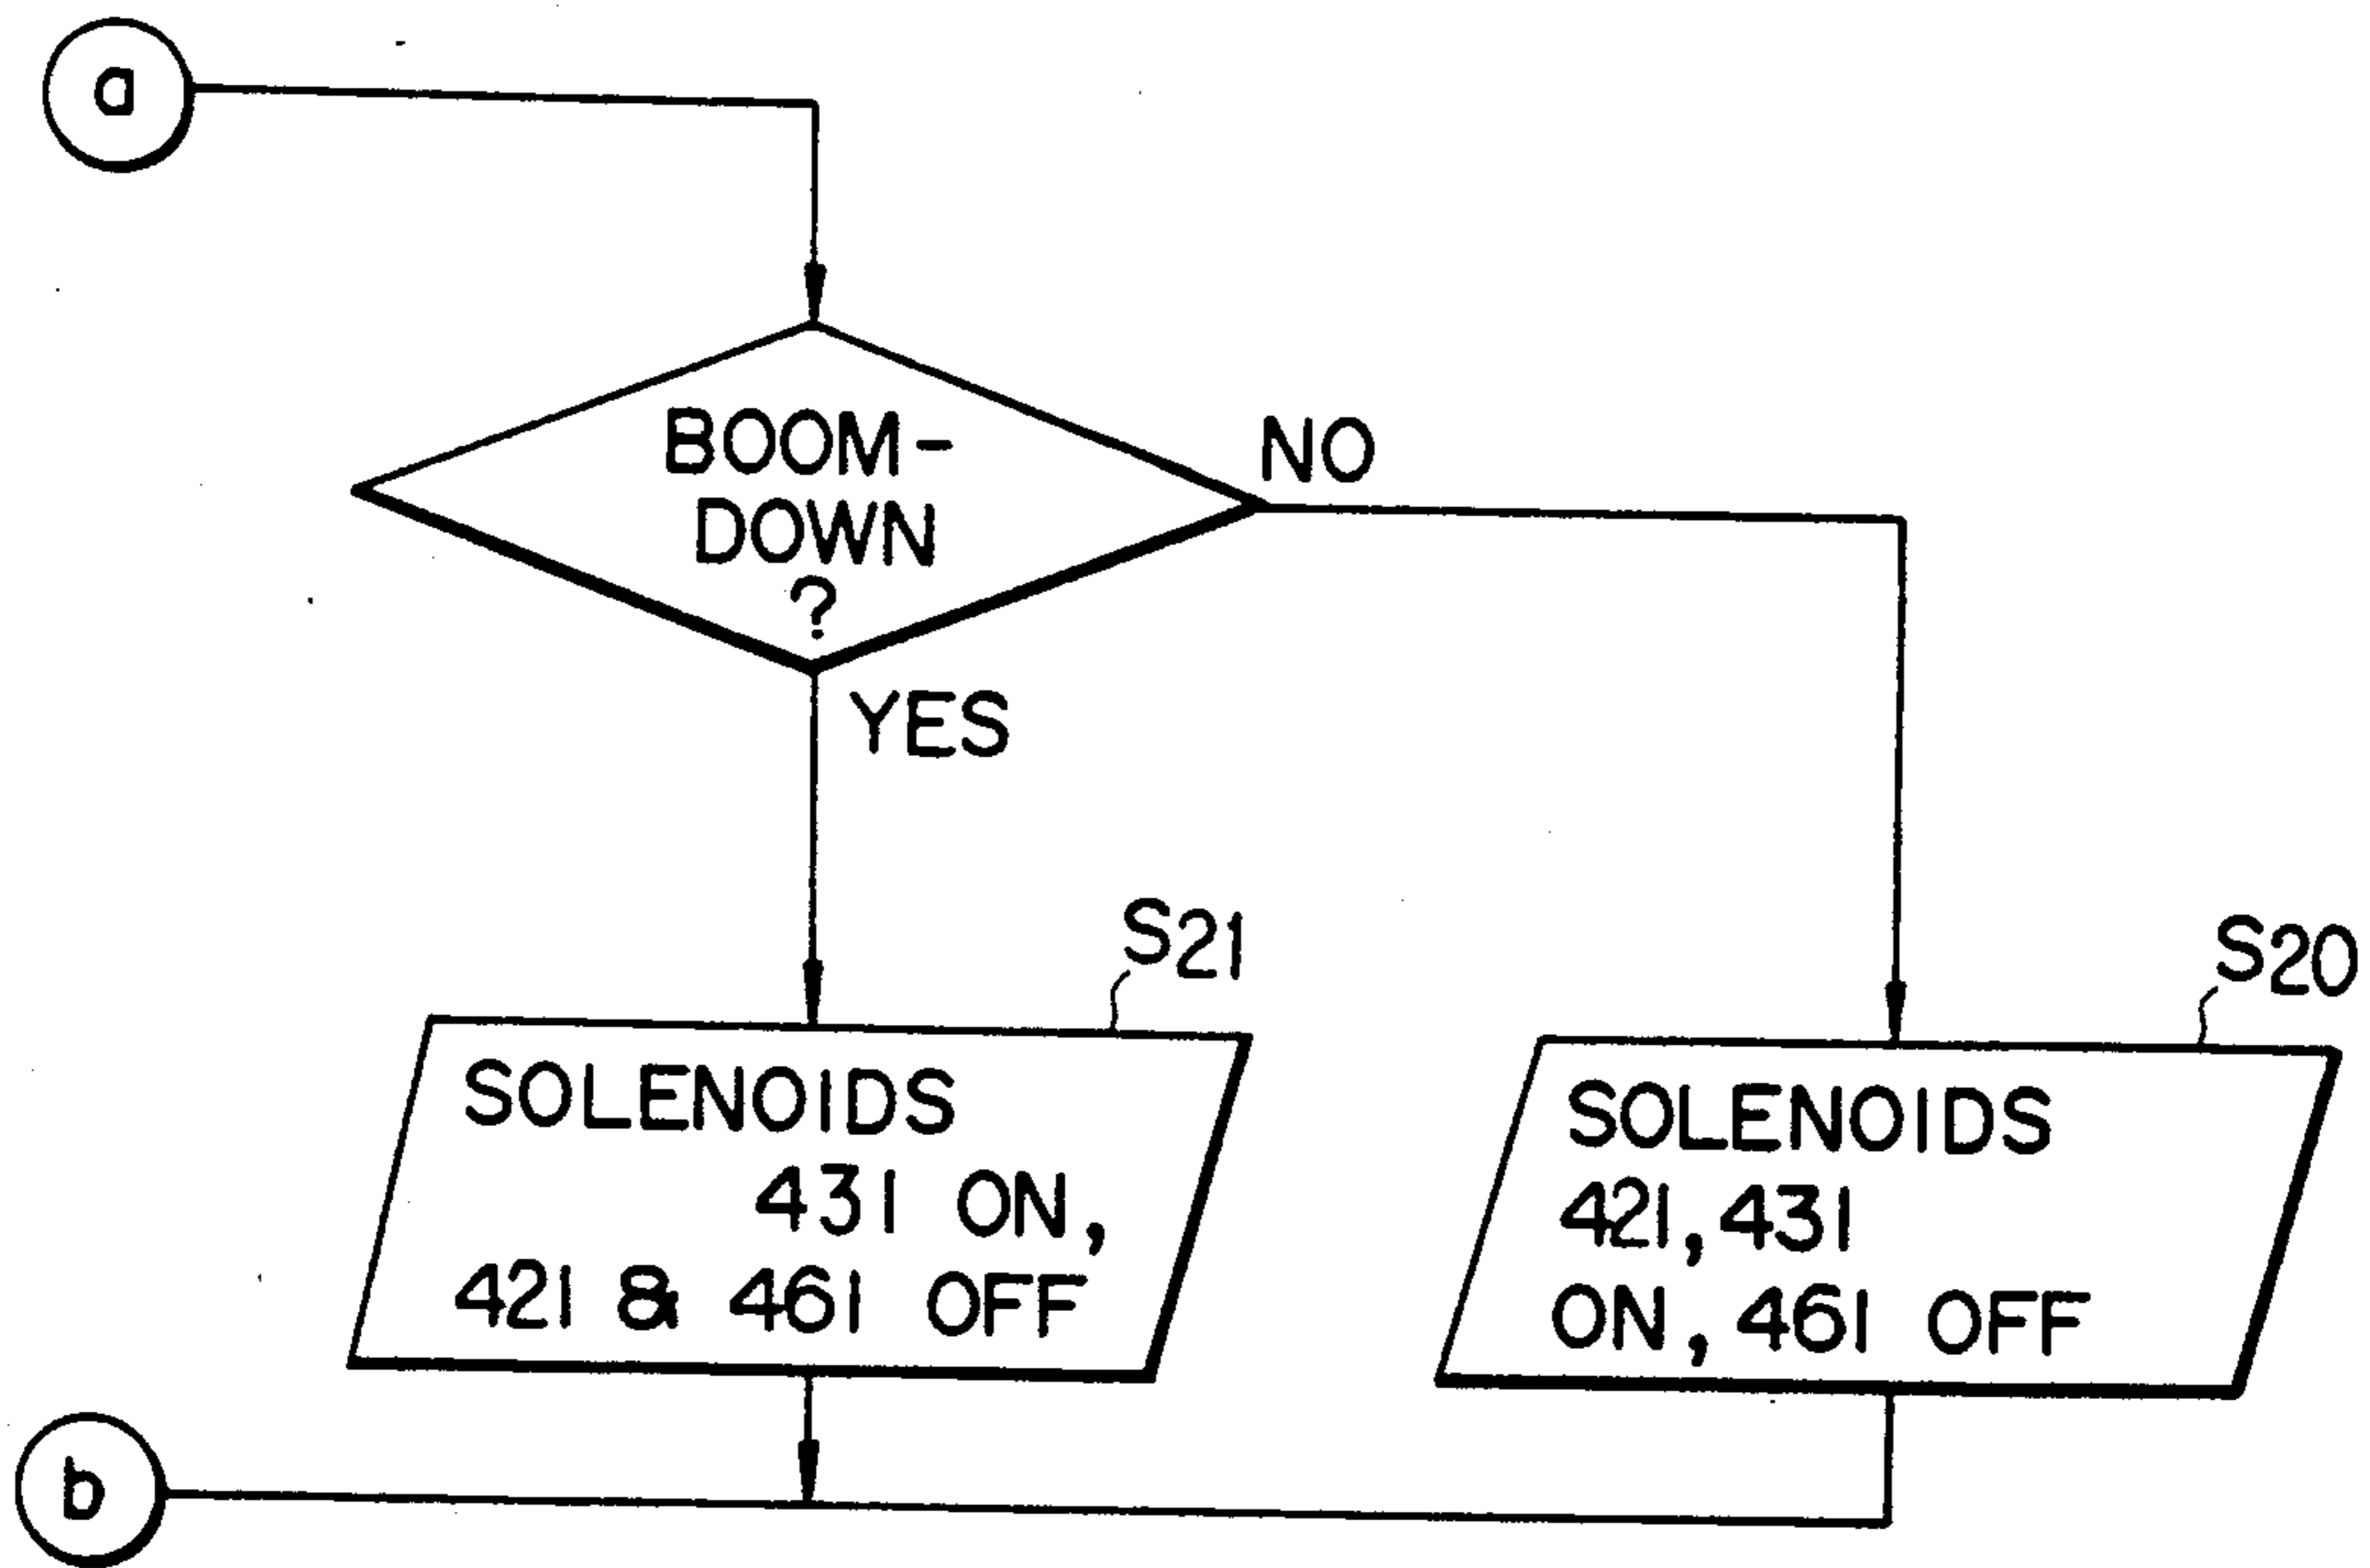 a
BOOM-
DOWN
?
NO
YES
S21
SOLENOIDS
431 ON,
421 & 461 OFF
S20
SOLENOIDS
421,431
ON,461 OFF
b